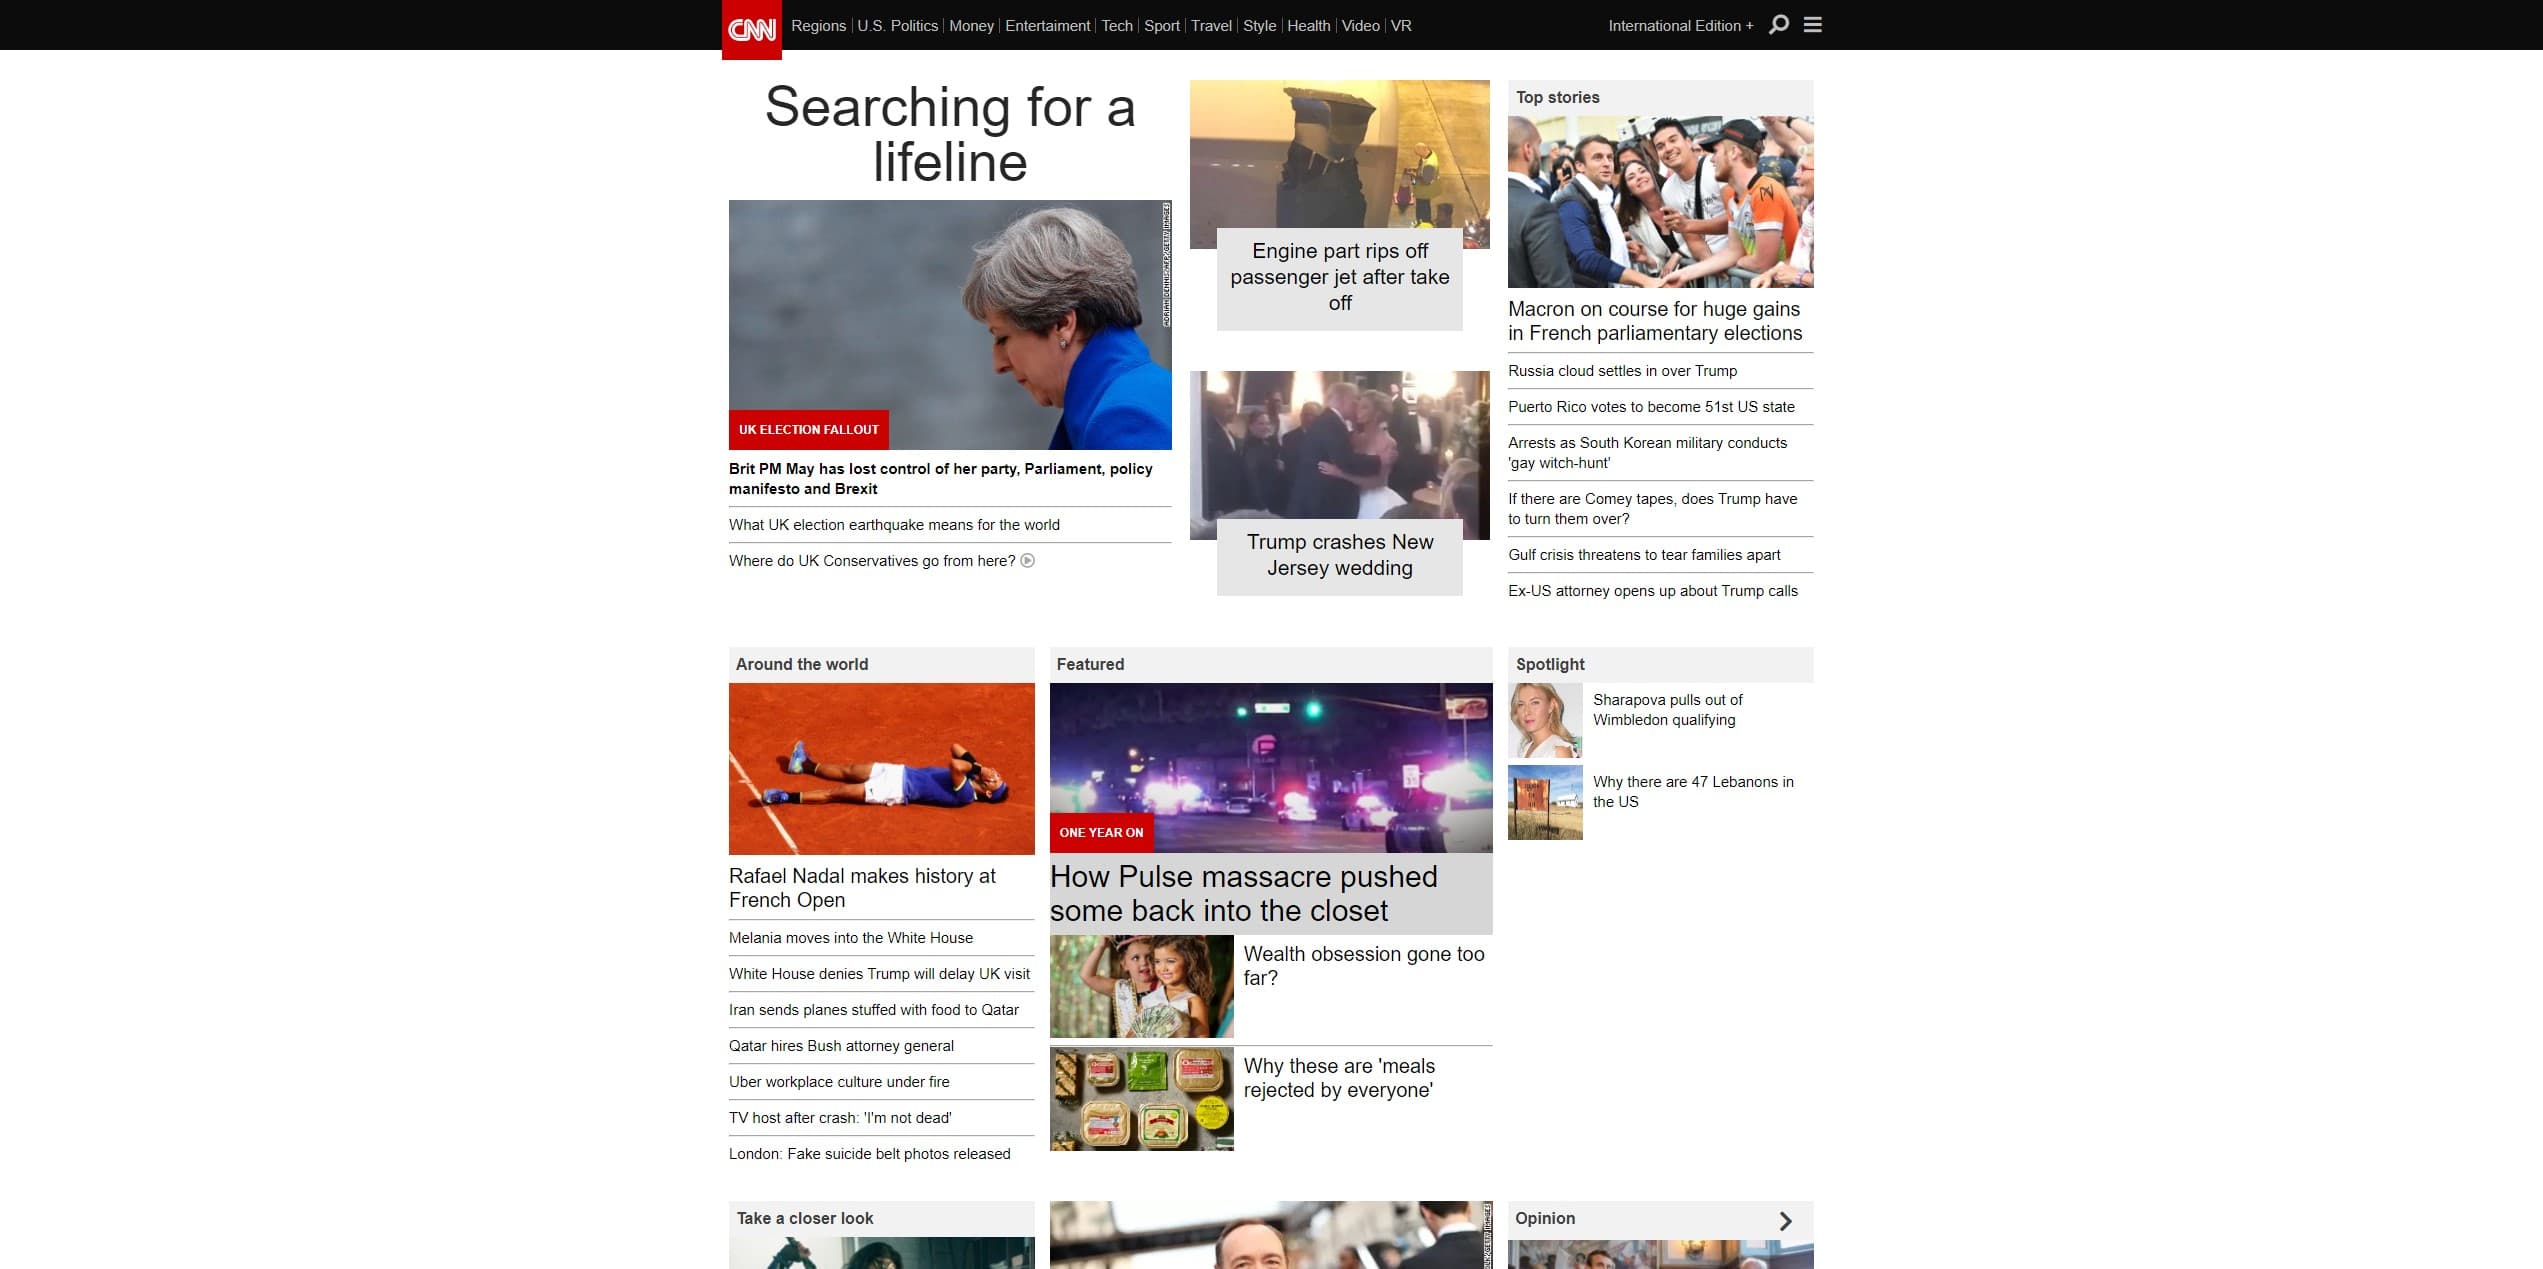 CNN
Regions
U.S. Politics
Money
Entertaiment
Tech
Sport
Travel
Style
Health
Video
VR
International Edition +
Searching for a
lifeline
ADRIAN DENNIS/AFP/GETTY IMAGES
UK ELECTION FALLOUT
Brit PM May has lost control of her party, Parliament, policy
manifesto and Brexit
What UK election earthquake means for the world
Where do UK Conservatives go from here?
Engine part rips off
passenger jet after take
off
Trump crashes New
Jersey wedding
Top stories
Macron on course for huge gains
in French parliamentary elections
Russia cloud settles in over Trump
Puerto Rico votes to become 51st US state
Arrests as South Korean military conducts
'gay witch-hunt'
If there are Comey tapes, does Trump have
to turn them over?
Gulf crisis threatens to tear families apart
Ex-US attorney opens up about Trump calls
Around the world
Rafael Nadal makes history at
French Open
Melania moves into the White House
White House denies Trump will delay UK visit
Iran sends planes stuffed with food to Qatar
Qatar hires Bush attorney general
Uber workplace culture under fire
TV host after crash: 'I'm not dead'
London: Fake suicide belt photos released
Featured
ONE YEAR ON
How Pulse massacre pushed
some back into the closet
Wealth obsession gone too
far?
Why these are 'meals
rejected by everyone'
Spotlight
Sharapova pulls out of
Wimbledon qualifying
Why there are 47 Lebanons in
the US
Take a closer look
Opinion